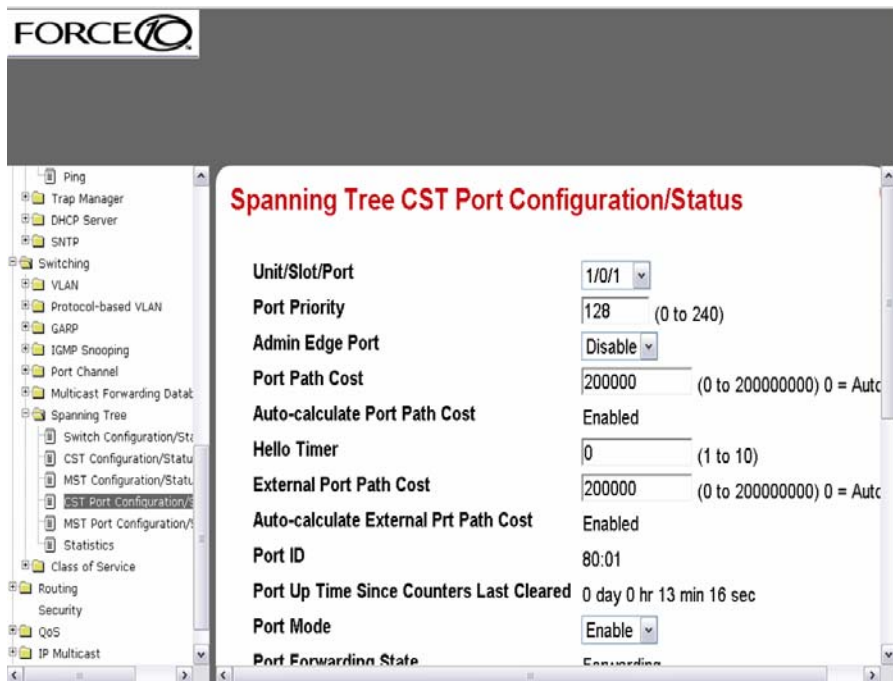 FORCE10
Ping
Trap Manager
DHCP Server
SNTP
Switching
VLAN
Protocol-based VLAN
GARP
IGMP Snooping
Port Channel
Multicast Forwarding Datab
Spanning Tree
Switch Configuration/Sta
CST Configuration/Statu
MST Configuration/Statu
CST Port Configuration/S
MST Port Configuration/S
Statistics
Class of Service
Routing
Security
QoS
IP Multicast
Spanning Tree CST Port Configuration/Status
Unit/Slot/Port 1/0/1
Port Priority 128 (0 to 240)
Admin Edge Port Disable
Port Path Cost 200000 (0 to 200000000) 0 = Auto
Auto-calculate Port Path Cost Enabled
Hello Timer 0 (1 to 10)
External Port Path Cost 200000 (0 to 200000000) 0 = Auto
Auto-calculate External Prt Path Cost Enabled
Port ID 80:01
Port Up Time Since Counters Last Cleared 0 day 0 hr 13 min 16 sec
Port Mode Enable
Port Forwarding State Forwarding